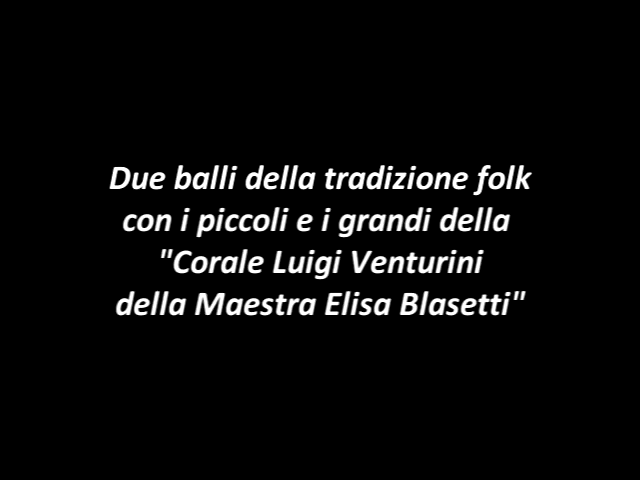 Due balli della tradizione folk
con i piccoli e i grandi della
"Corale Luigi Venturini
della Maestra Elisa Blasetti"